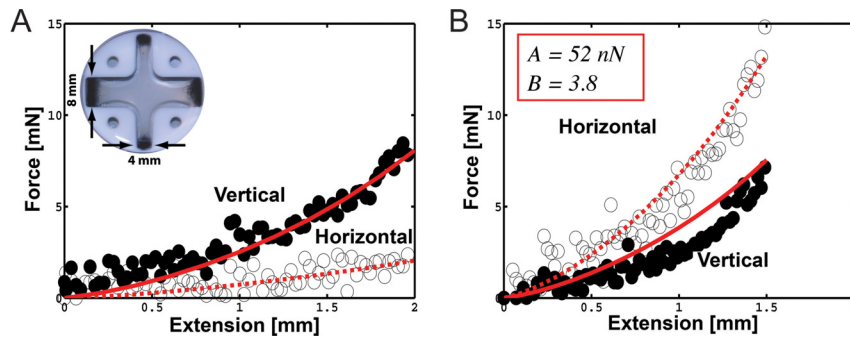 A
15
10
5
0
Force [mN]
8 mm
4 mm
Vertical
Horizontal
0
0.5
1
1.5
2
Extension [mm]
B
15
10
5
0
Force [mN]
A = 52 nN
B = 3.8
Horizontal
Vertical
0
0.5
1
1.5
2
Extension [mm]